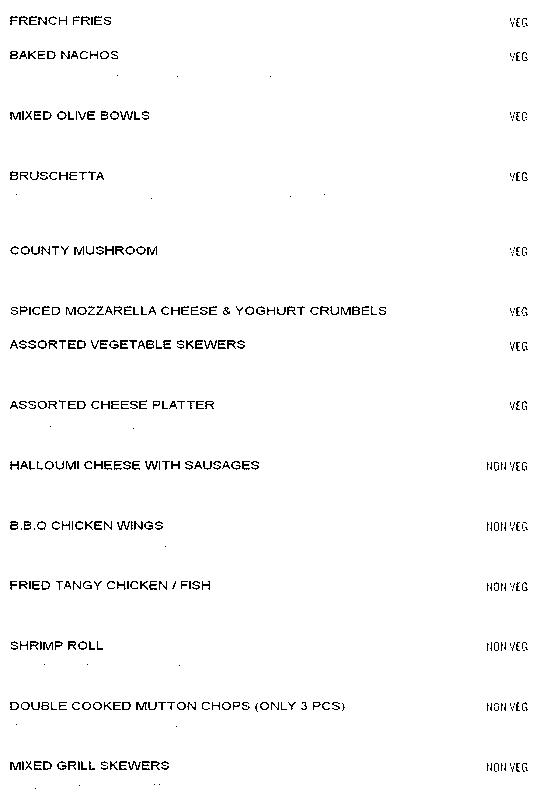 FRENCH FRIES VEG
BAKED NACHOS VEG
MIXED OLIVE BOWLS VEG
BRUSCHETTA VEG
COUNTY MUSHROOM VEG
SPICED MOZZARELLA CHEESE & YOGHURT CRUMBELS VEG
ASSORTED VEGETABLE SKEWERS VEG
ASSORTED CHEESE PLATTER VEG
HALLOUMI CHEESE WITH SAUSAGES NON VEG
B.B.Q CHICKEN WINGS NON VEG
FRIED TANGY CHICKEN / FISH NON VEG
SHRIMP ROLL NON VEG
DOUBLE COOKED MUTTON CHOPS (ONLY 3 PCS) NON VEG
MIXED GRILL SKEWERS NON VEG